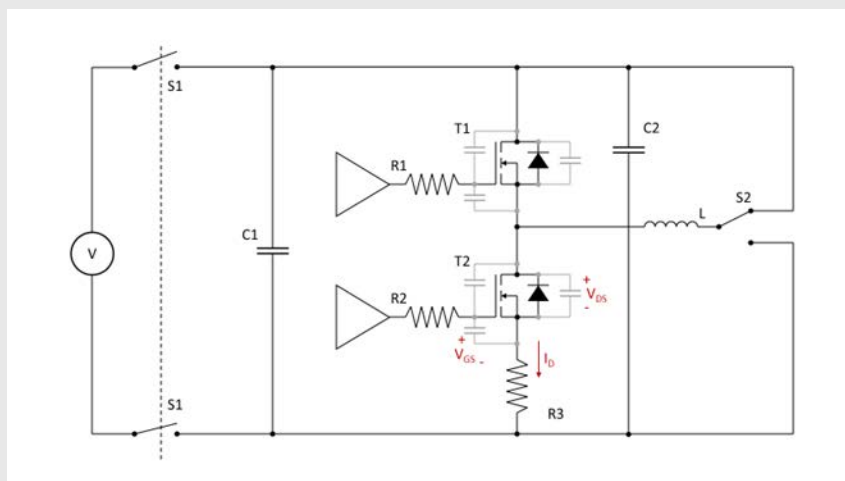 S1
T1
C2
R1
S2
L
C1
V
T2
R2
+
V_DS
-
+
V_GS -
I_D
S1
R3